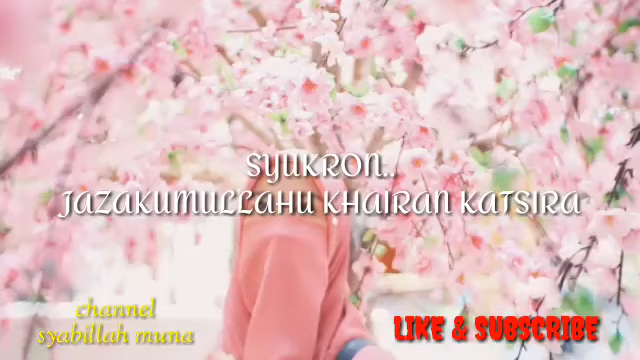 SYUKRON..
JAZAKUMULLAHU KHAIRAN KATSIRA
channel
syabillah muna
LIKE & SUBSCRIBE